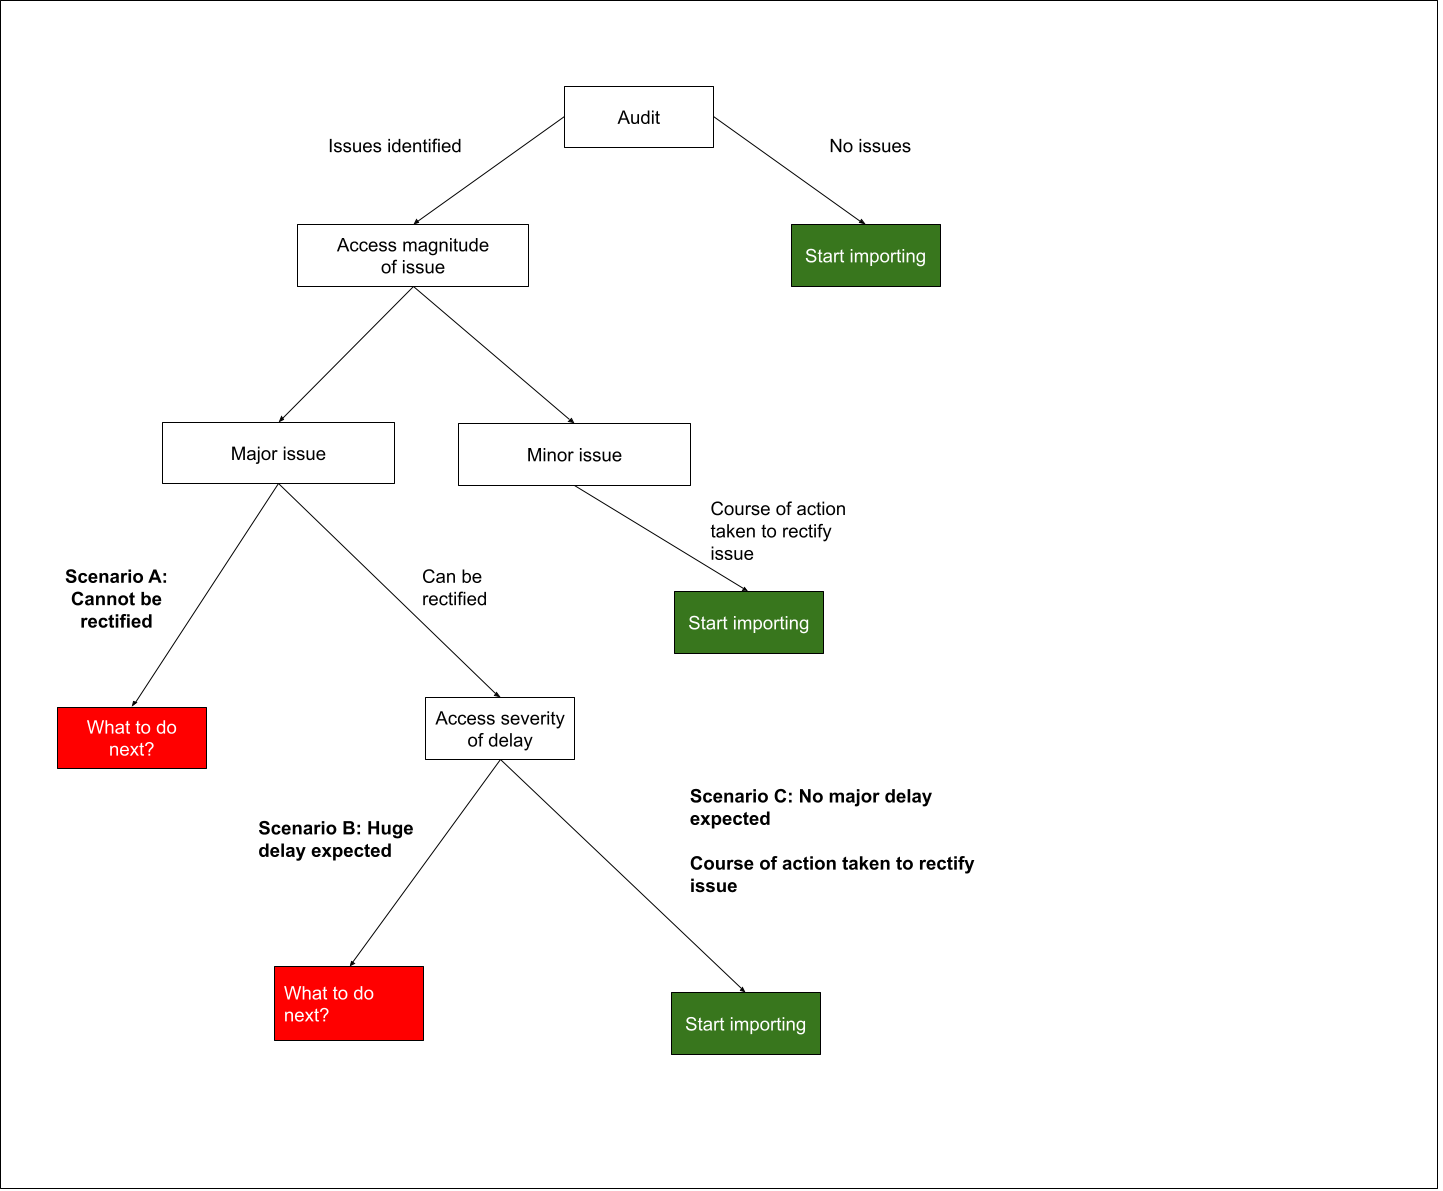 Audit
Issues identified
No issues
Access magnitude
of issue
Start importing
Major issue
Minor issue
Course of action
taken to rectify
issue
Scenario A:
Cannot be
rectified
Can be
rectified
Start importing
What to do
next?
Access severity
of delay
Scenario B: Huge
delay expected
Scenario C: No major delay
expected
Course of action taken to rectify
issue
What to do
next?
Start importing